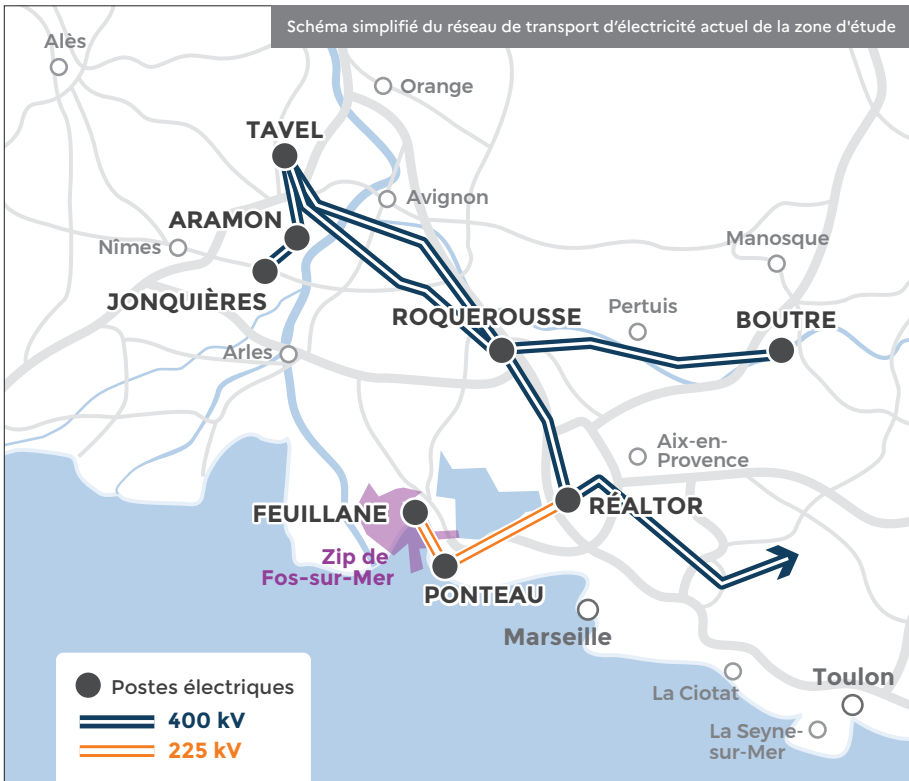 Schéma simplifié du réseau de transport d'électricité actuel de la zone d'étude
Alès
Orange
TAVEL
Avignon
ARAMON
Nîmes
Manosque
JONQUIÈRES
Pertuis
ROQUEROUSSE
BOUTRE
Arles
Aix-en-
Provence
FEUILLANE
RÉALTOR
Zip de
Fos-sur-Mer
PONTEAU
Marseille
La Ciotat
Toulon
La Seyne-
sur-Mer
Postes électriques
400 kV
225 kV